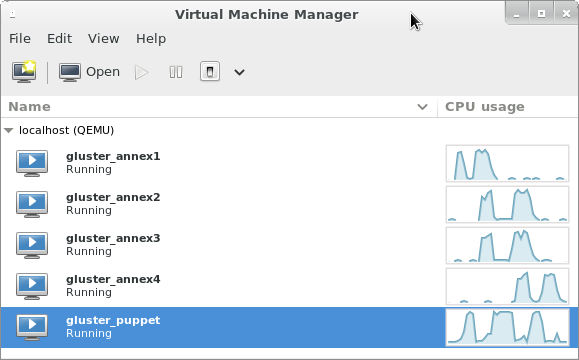 Virtual Machine Manager
File Edit View Help
Open
Name CPU usage
localhost (QEMU)
gluster_annex1
Running
gluster_annex2
Running
gluster_annex3
Running
gluster_annex4
Running
gluster_puppet
Running